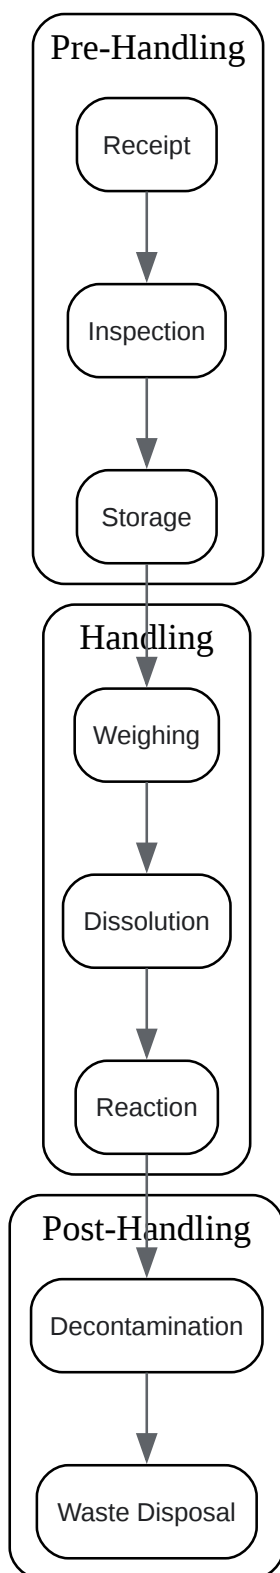 Pre-Handling
Receipt
Inspection
Storage
Handling
Weighing
Dissolution
Reaction
Post-Handling
Decontamination
Waste Disposal